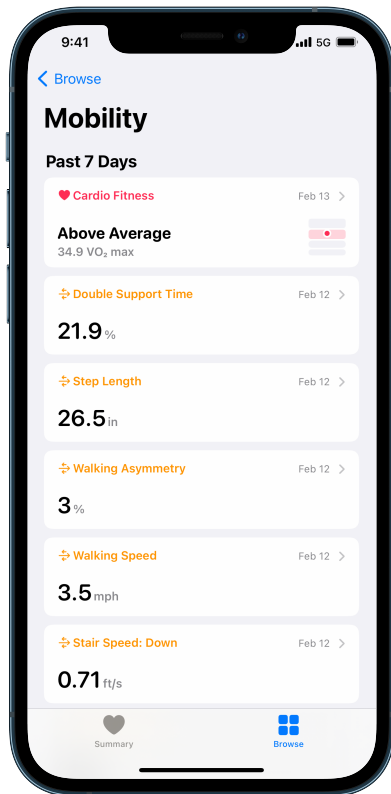 9:41
5G
Browse
Mobility
Past 7 Days
Cardio Fitness Feb 13
Above Average
34.9 VO₂ max
Double Support Time Feb 12
21.9 %
Step Length Feb 12
26.5 in
Walking Asymmetry Feb 12
3 %
Walking Speed Feb 12
3.5 mph
Stair Speed: Down Feb 12
0.71 ft/s
Summary Browse